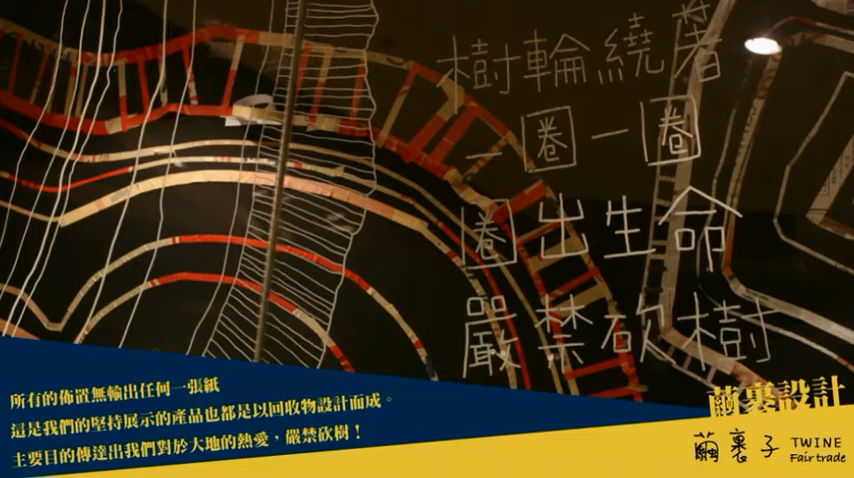 樹輪繞著
一圈一圈
圈出生命
嚴禁砍樹
所有的佈置無輸出任何一張紙
這是我們的堅持展示的產品也都是以回收物設計而成。
主要目的傳達出我們對於大地的熱愛，嚴禁砍樹！
繭裹設計
繭裹子 TWINE
Fair trade